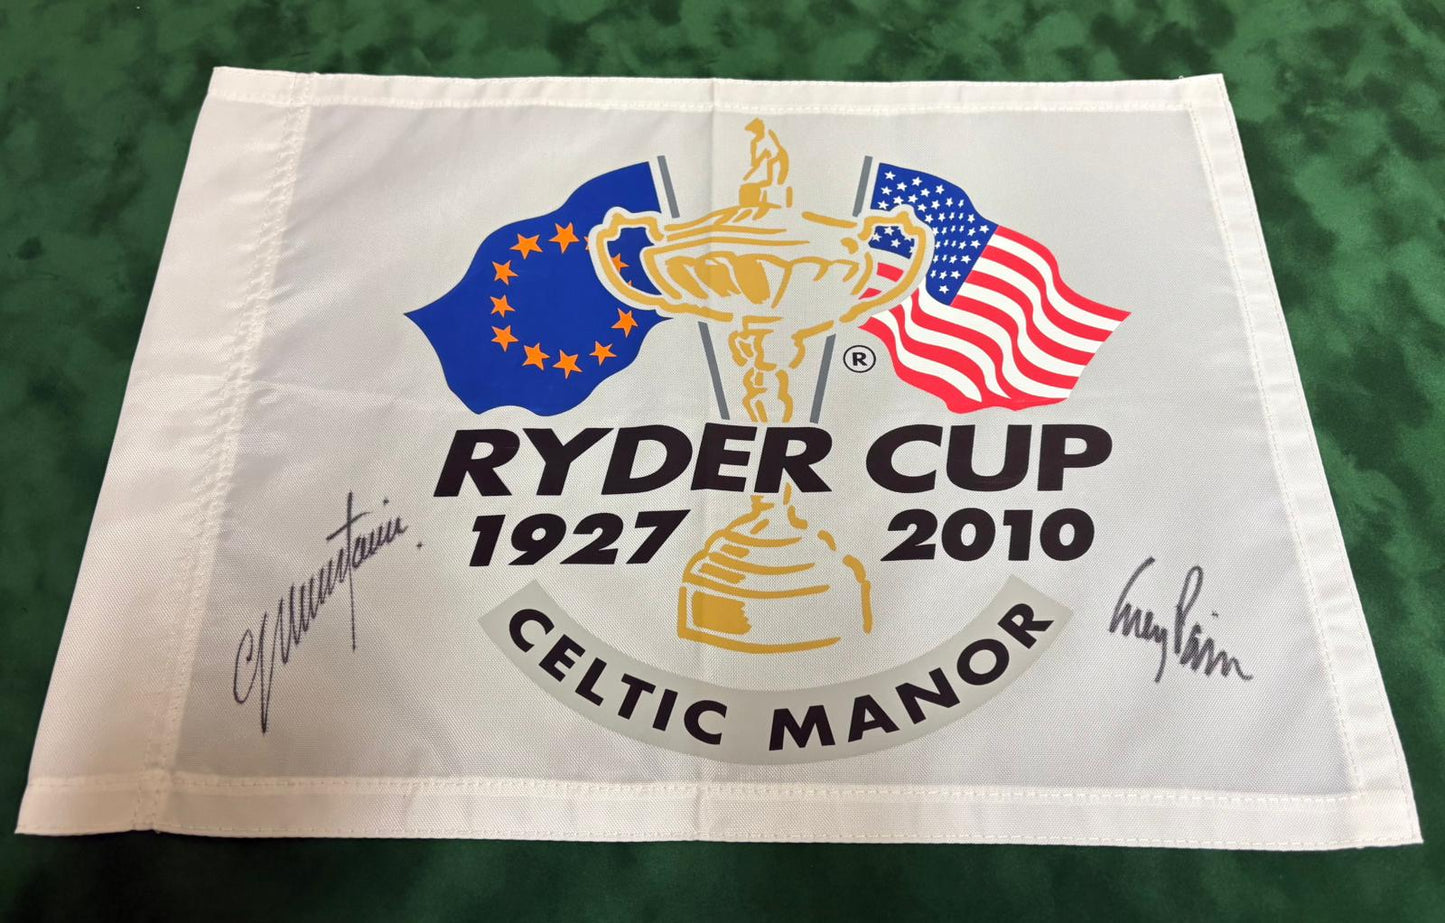 ®
RYDER CUP
1927 2010
CELTIC MANOR